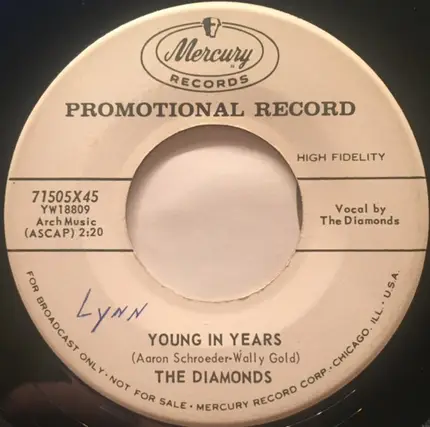 Mercury
RECORDS
PROMOTIONAL RECORD
HIGH FIDELITY
71505X45
YW18809
Arch Music
(ASCAP) 2:20
Vocal by
The Diamonds
Lynn
YOUNG IN YEARS
(Aaron Schroeder-Wally Gold)
THE DIAMONDS
FOR BROADCAST ONLY · NOT FOR SALE · MERCURY RECORD CORP. · CHICAGO, ILL. · U.S.A.